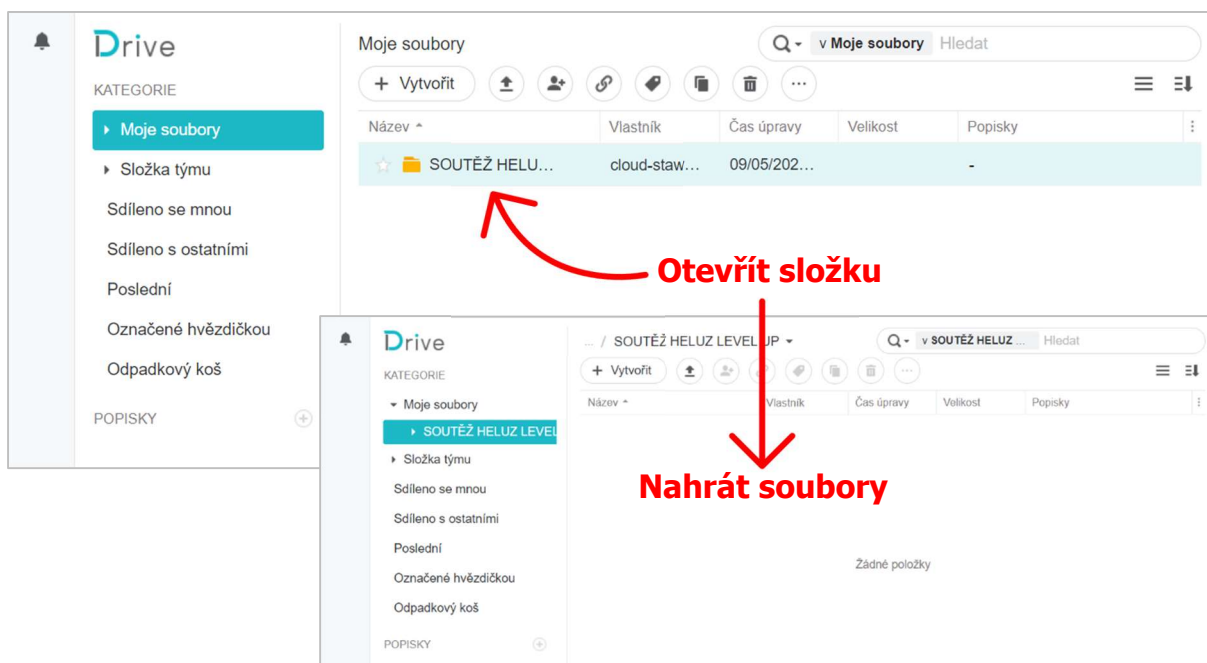 Drive
KATEGORIE
Moje soubory
Složka týmu
Sdíleno se mnou
Sdíleno s ostatními
Poslední
Označené hvězdičkou
Odpadkový koš
POPISKY
Moje soubory
v Moje soubory Hledat
+ Vytvořit
Název Vlastník Čas úpravy Velikost Popisky
SOUTĚŽ HELU... cloud-staw... 09/05/202... -
Otevřít složku
Drive
KATEGORIE
Moje soubory
SOUTĚŽ HELUZ LEVEL
Složka týmu
Sdíleno se mnou
Sdíleno s ostatními
Poslední
Označené hvězdičkou
Odpadkový koš
POPISKY
... / SOUTĚŽ HELUZ LEVEL UP
v SOUTĚŽ HELUZ ... Hledat
+ Vytvořit
Název Vlastník Čas úpravy Velikost Popisky
Nahrát soubory
Žádné položky